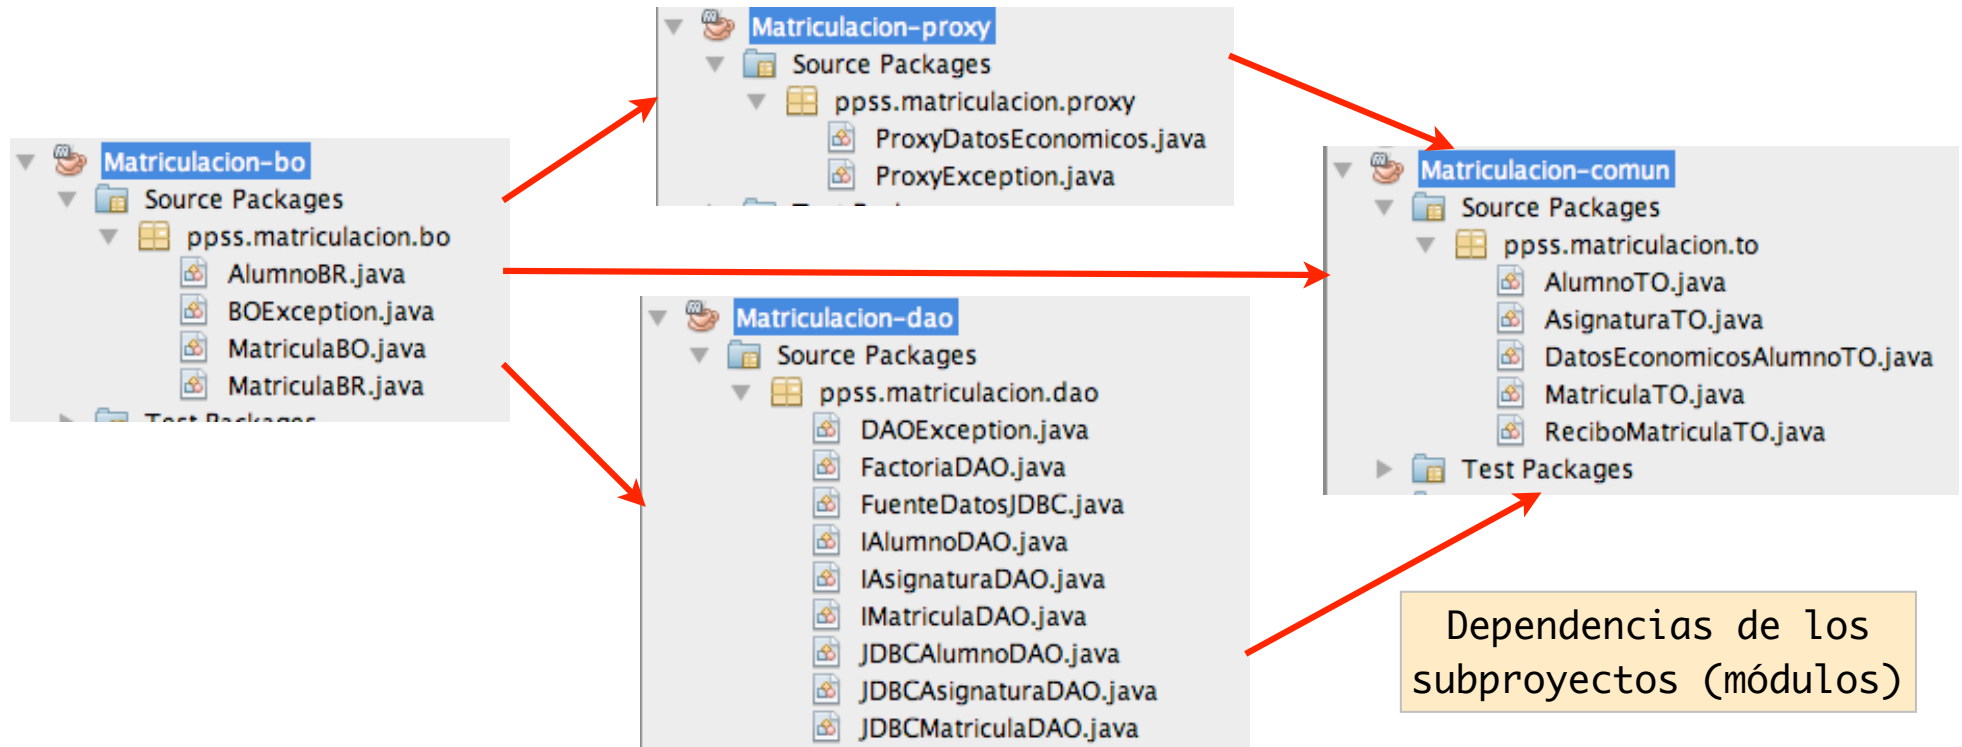 Matriculacion-proxy
Source Packages
ppss.matriculacion.proxy
ProxyDatosEconomicos.java
ProxyException.java
Matriculacion-bo
Source Packages
ppss.matriculacion.bo
AlumnoBR.java
BOException.java
MatriculaBO.java
MatriculaBR.java
Test Packages
Matriculacion-dao
Source Packages
ppss.matriculacion.dao
DAOException.java
FactoriaDAO.java
FuenteDatosJDBC.java
IAlumnoDAO.java
IAsignaturaDAO.java
IMatriculaDAO.java
JDBCAlumnoDAO.java
JDBCAsignaturaDAO.java
JDBCMatriculaDAO.java
Matriculacion-comun
Source Packages
ppss.matriculacion.to
AlumnoTO.java
AsignaturaTO.java
DatosEconomicosAlumnoTO.java
MatriculaTO.java
ReciboMatriculaTO.java
Test Packages
Dependencias de los
subproyectos (módulos)